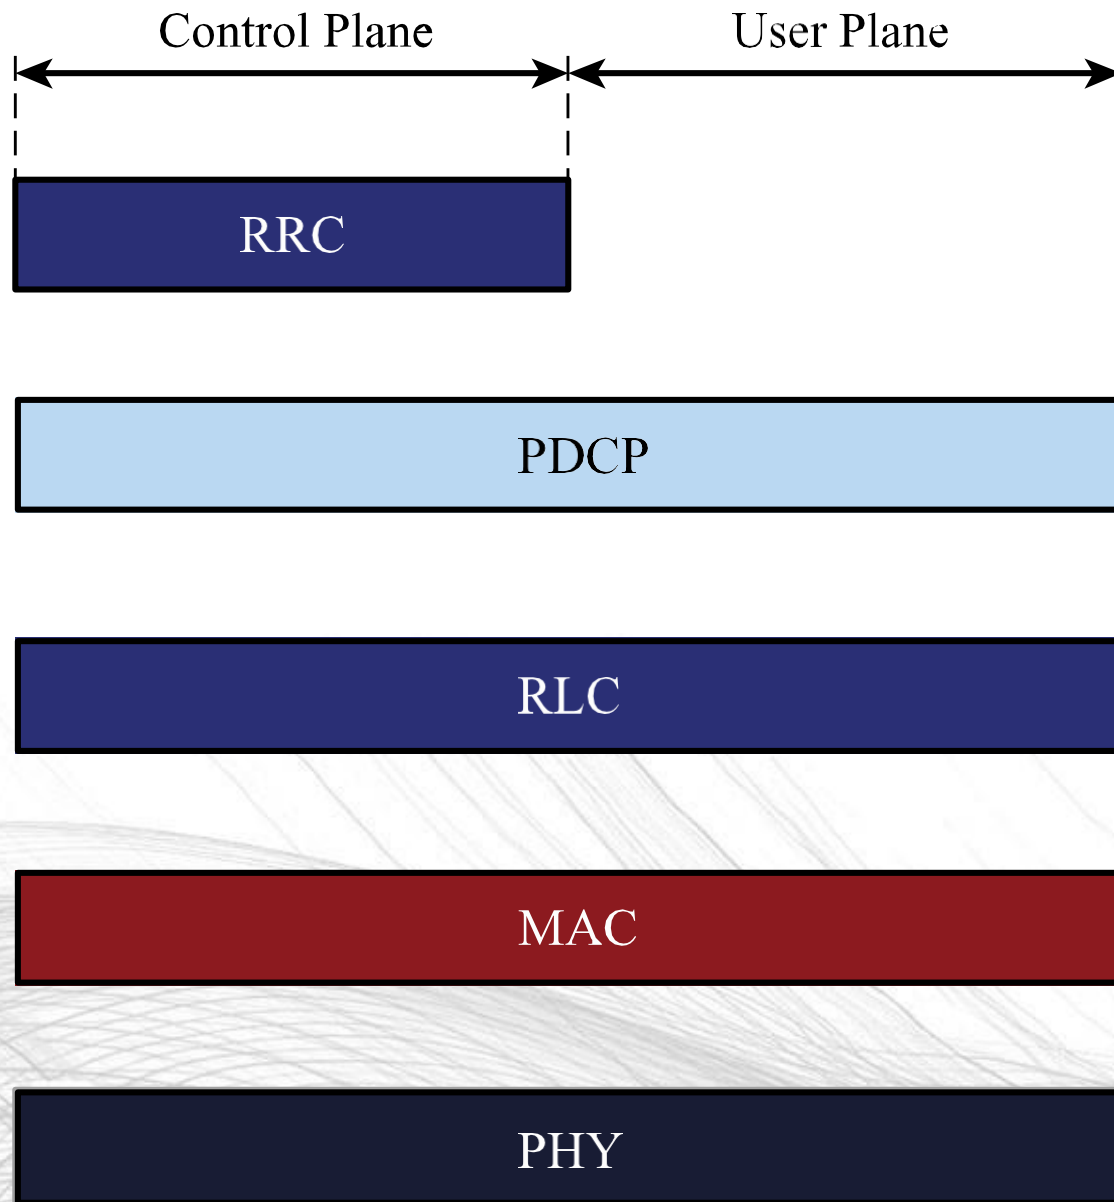 Control Plane
User Plane
RRC
PDCP
RLC
MAC
PHY